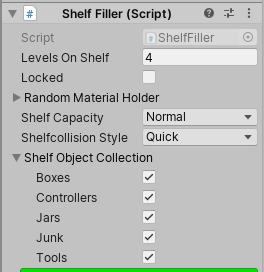 Shelf Filler (Script)
Script ShelfFiller
Levels On Shelf 4
Locked
Random Material Holder
Shelf Capacity Normal
Shelfcollision Style Quick
Shelf Object Collection
Boxes
Controllers
Jars
Junk
Tools